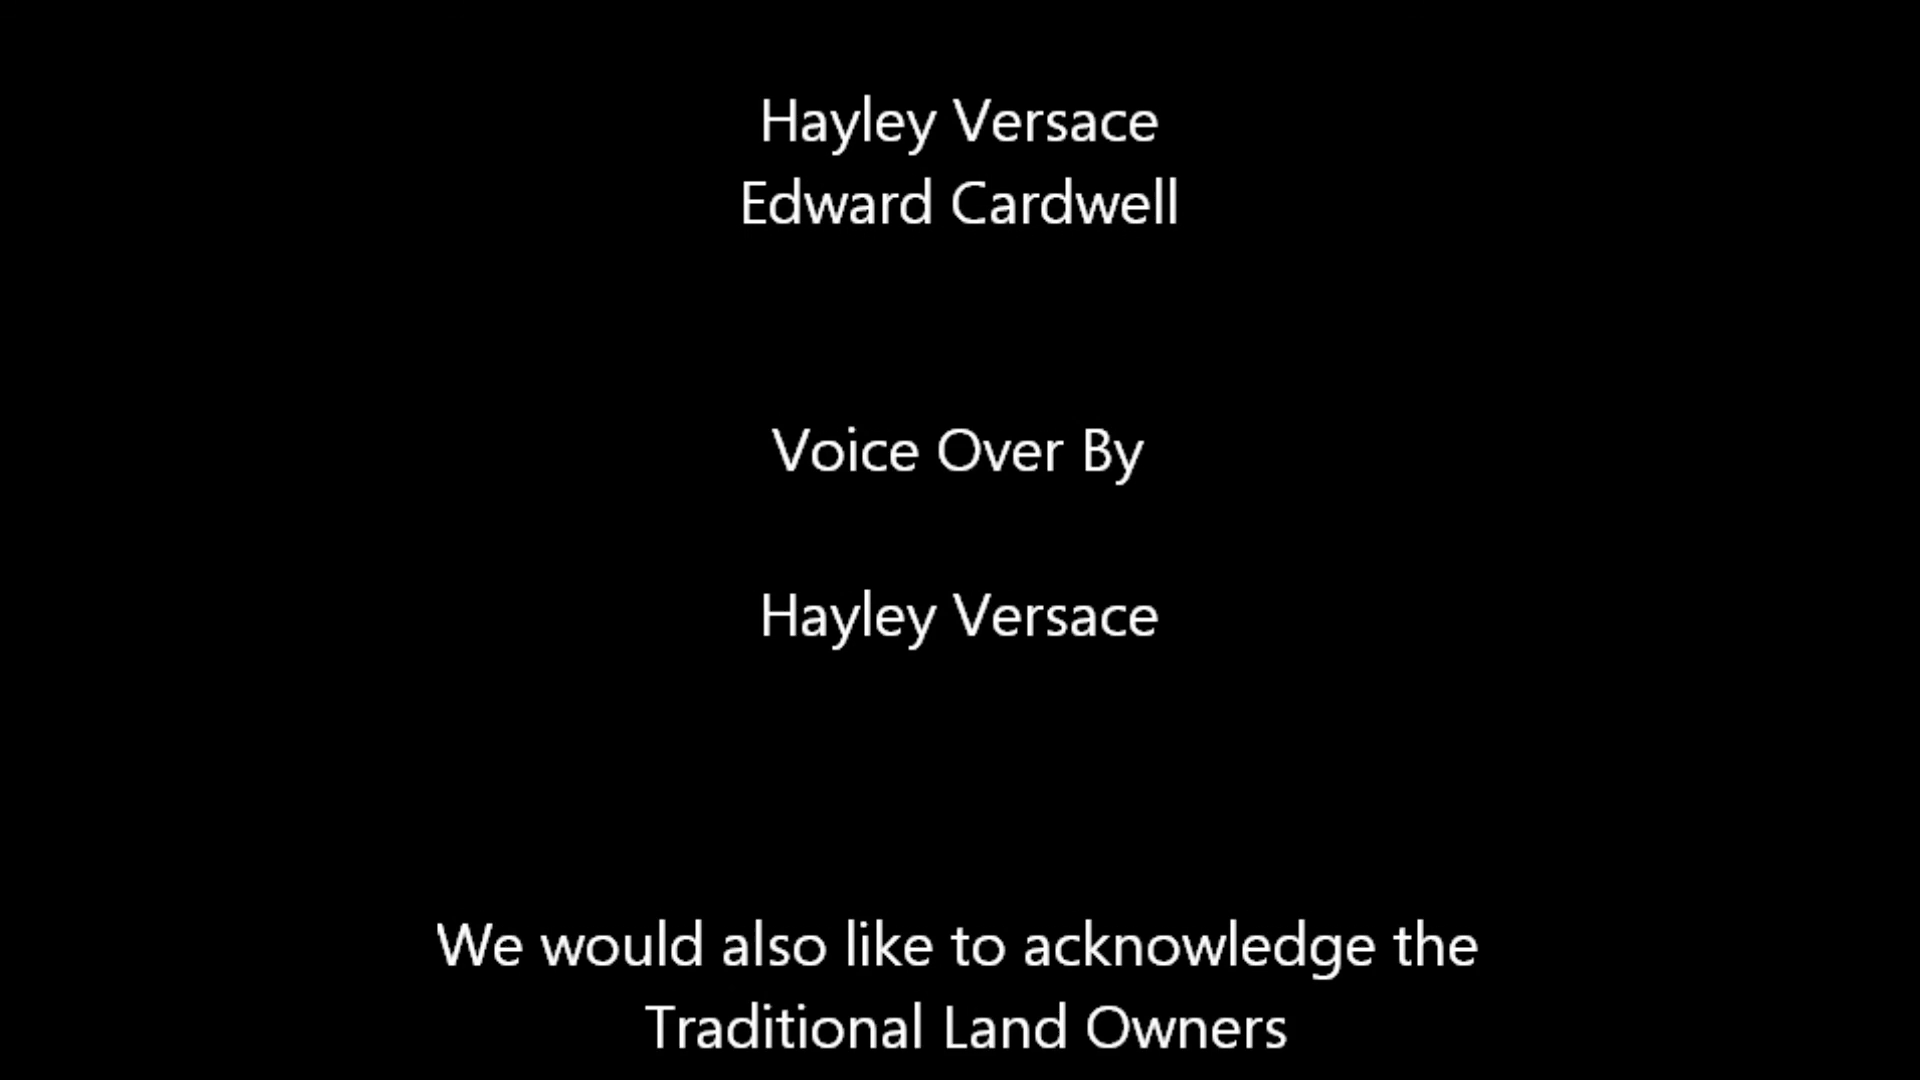 Hayley Versace
Edward Cardwell
Voice Over By
Hayley Versace
We would also like to acknowledge the
Traditional Land Owners